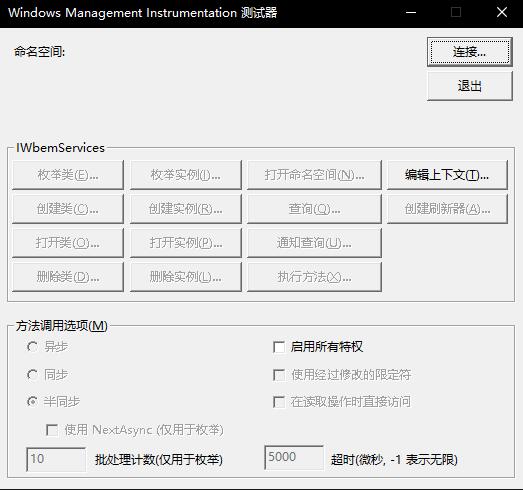 Windows Management Instrumentation 测试器
命名空间:
连接...
退出
IWbemServices
枚举类(E)... 枚举实例(I)... 打开命名空间(N)... 编辑上下文(T)...
创建类(C)... 创建实例(R)... 查询(Q)... 创建刷新器(A)...
打开类(O)... 打开实例(P)... 通知查询(U)...
删除类(D)... 删除实例(L)... 执行方法(X)...
方法调用选项(M)
异步 启用所有特权
同步 使用经过修改的限定符
半同步 在读取操作时直接访问
使用 NextAsync (仅用于枚举)
10 批处理计数(仅用于枚举) 5000 超时(微秒, -1 表示无限)